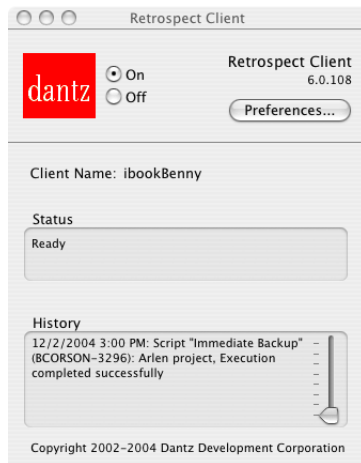 Retrospect Client
dantz
On
Off
Retrospect Client
6.0.108
Preferences...
Client Name: ibookBenny
Status
Ready
History
12/2/2004 3:00 PM: Script "Immediate Backup"
(BCORSON-3296): Arlen project, Execution
completed successfully
Copyright 2002-2004 Dantz Development Corporation